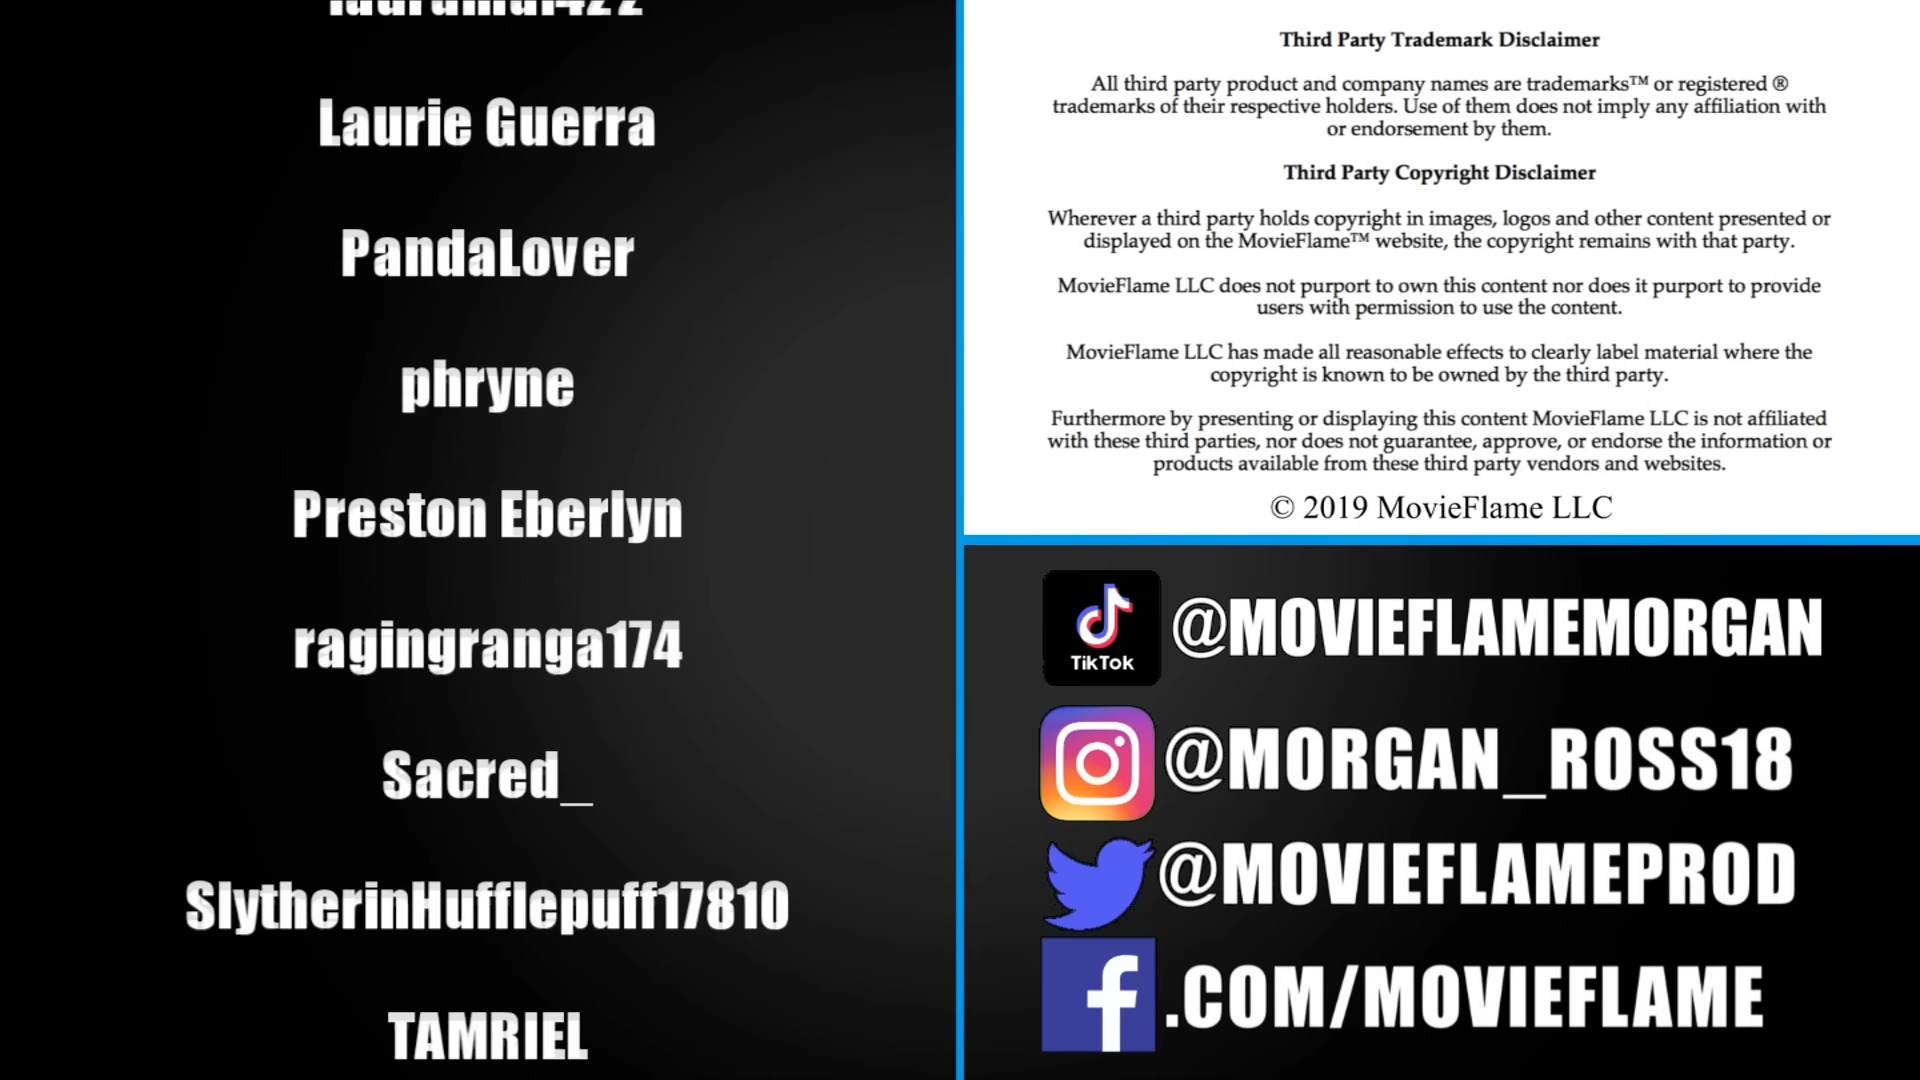 Laurie Guerra
PandaLover
phryne
Preston Eberlyn
ragingranga174
Sacred_
SlytherinHufflepuff17810
TAMRIEL
Third Party Trademark Disclaimer
All third party product and company names are trademarks™ or registered ®
trademarks of their respective holders. Use of them does not imply any affiliation with
or endorsement by them.
Third Party Copyright Disclaimer
Wherever a third party holds copyright in images, logos and other content presented or
displayed on the MovieFlame™ website, the copyright remains with that party.
MovieFlame LLC does not purport to own this content nor does it purport to provide
users with permission to use the content.
MovieFlame LLC has made all reasonable effects to clearly label material where the
copyright is known to be owned by the third party.
Furthermore by presenting or displaying this content MovieFlame LLC is not affiliated
with these third parties, nor does not guarantee, approve, or endorse the information or
products available from these third party vendors and websites.
© 2019 MovieFlame LLC
TikTok @MOVIEFLAMEMORGAN
@MORGAN_ROSS18
@MOVIEFLAMEPROD
f .COM/MOVIEFLAME